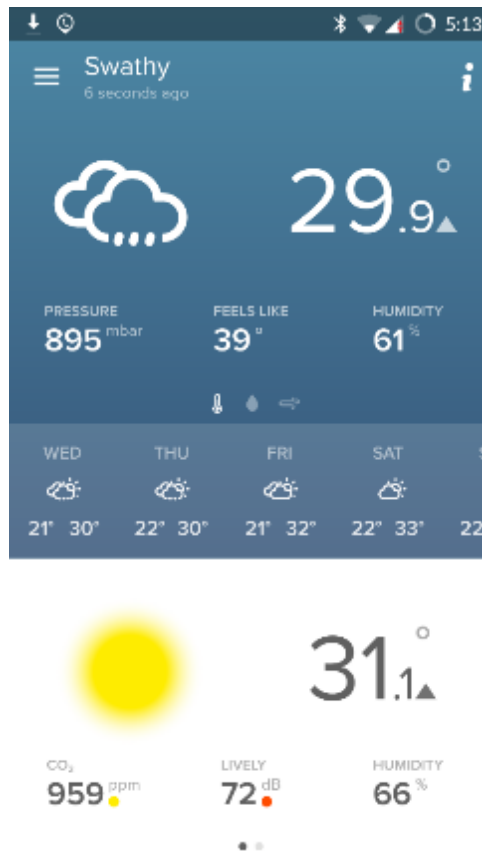 5:13
Swathy
6 seconds ago
i
29.9°
PRESSURE FEELS LIKE HUMIDITY
895 mbar 39° 61%
WED THU FRI SAT
21° 30° 22° 30° 21° 32° 22° 33° 22
31.1°
CO₂ LIVELY HUMIDITY
959 ppm 72 dB 66%